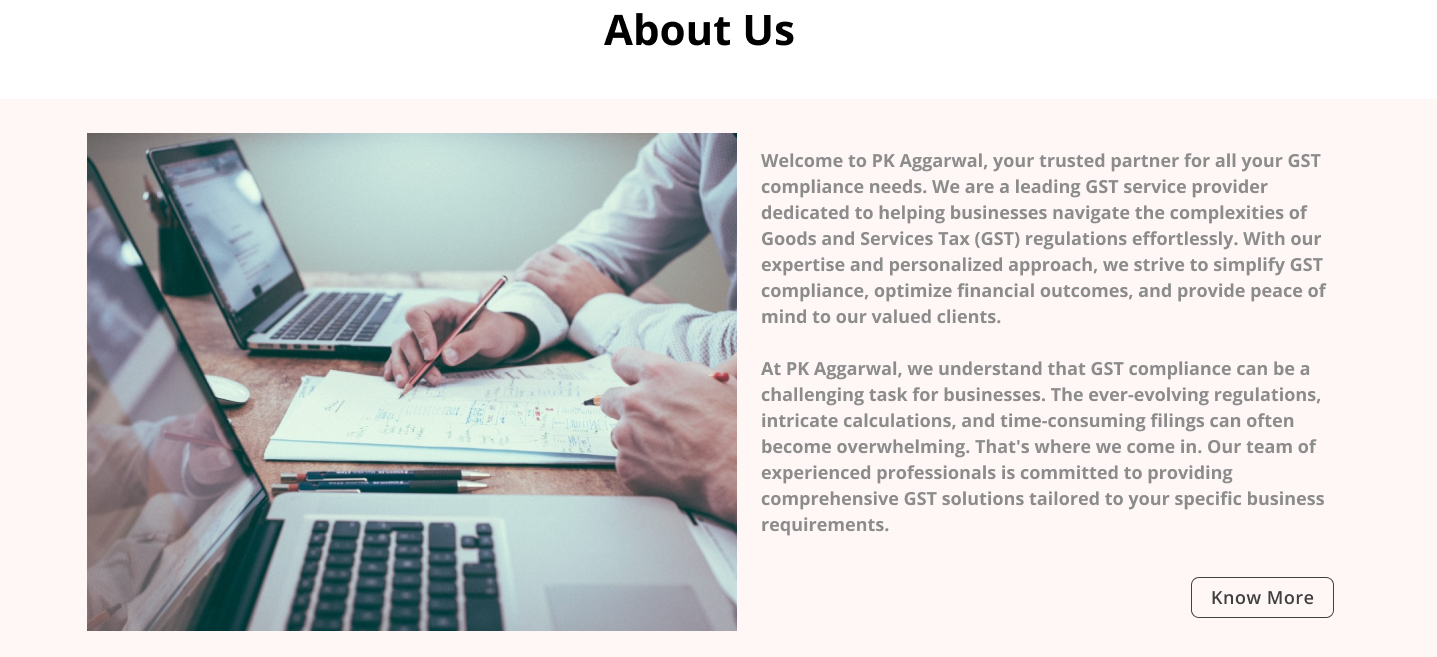 About Us
Welcome to PK Aggarwal, your trusted partner for all your GST
compliance needs. We are a leading GST service provider
dedicated to helping businesses navigate the complexities of
Goods and Services Tax (GST) regulations effortlessly. With our
expertise and personalized approach, we strive to simplify GST
compliance, optimize financial outcomes, and provide peace of
mind to our valued clients.
At PK Aggarwal, we understand that GST compliance can be a
challenging task for businesses. The ever-evolving regulations,
intricate calculations, and time-consuming filings can often
become overwhelming. That's where we come in. Our team of
experienced professionals is committed to providing
comprehensive GST solutions tailored to your specific business
requirements.
Know More